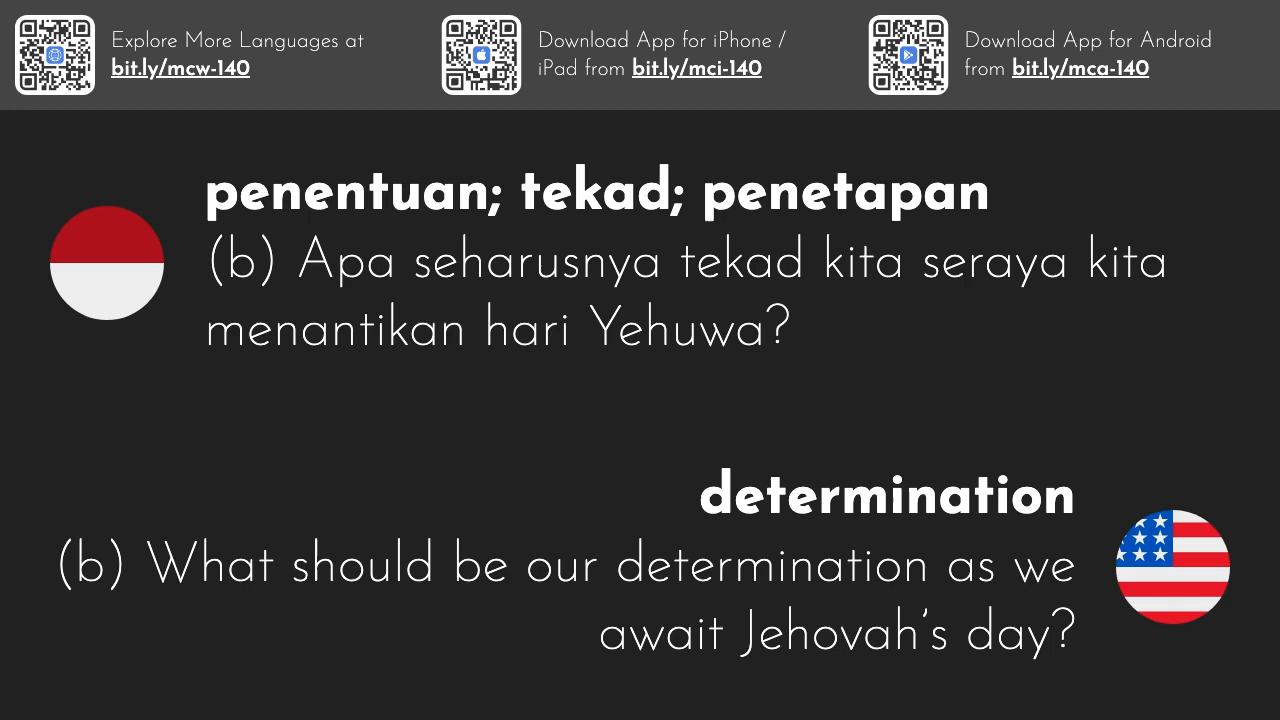 Explore More Languages at
bit.ly/mcw-140
Download App for iPhone /
iPad from bit.ly/mci-140
Download App for Android
from bit.ly/mca-140
penentuan; tekad; penetapan
(b) Apa seharusnya tekad kita seraya kita
menantikan hari Yehuwa?
determination
(b) What should be our determination as we
await Jehovah’s day?